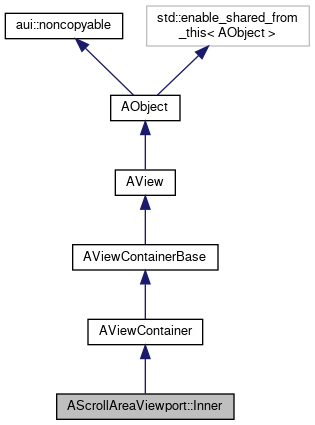 aui::noncopyable
std::enable_shared_from
_this< AObject >
AObject
AView
AViewContainerBase
AViewContainer
AScrollAreaViewport::Inner